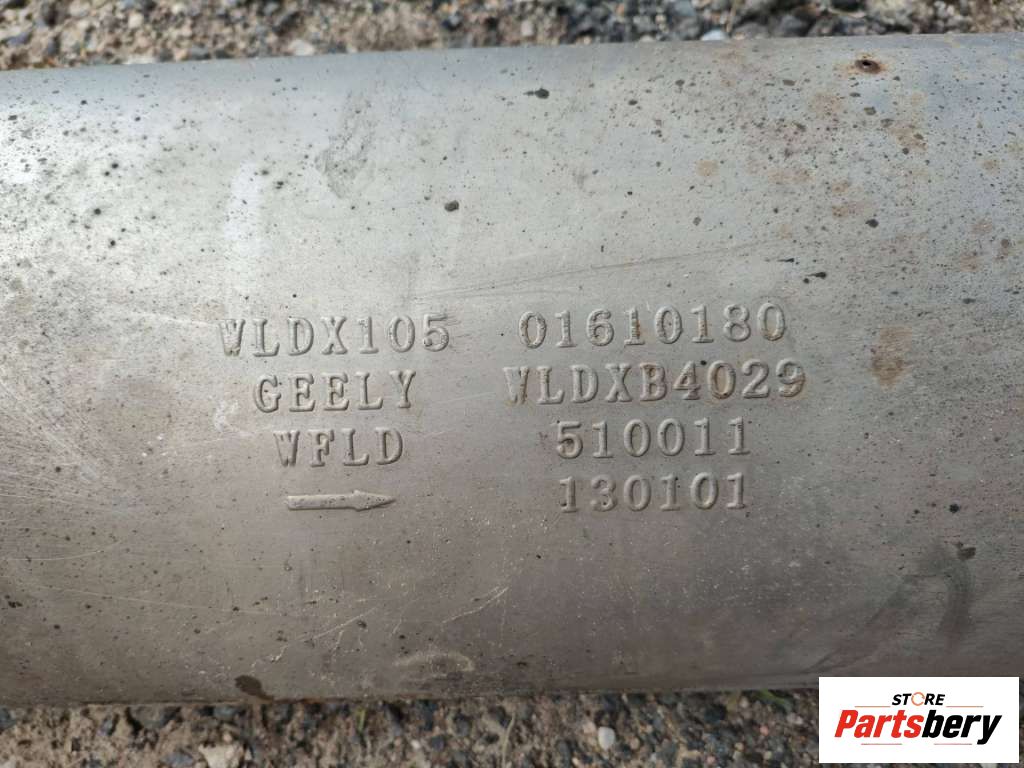 WLDX105 01610180
GEELY WLDXB4029
WFLD 510011
130101
STORE
Partsbery